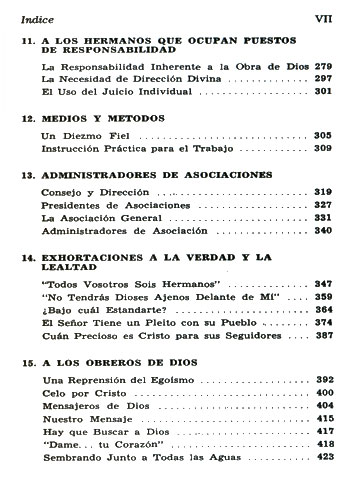 Indice VII
11. A LOS HERMANOS QUE OCUPAN PUESTOS
DE RESPONSABILIDAD
La Responsabilidad Inherente a la Obra de Dios 279
La Necesidad de Dirección Divina ............. 297
El Uso del Juicio Individual .................. 301
12. MEDIOS Y METODOS
Un Diezmo Fiel ............................ 305
Instrucción Práctica para el Trabajo ............ 309
13. ADMINISTRADORES DE ASOCIACIONES
Consejo y Dirección ........................ 319
Presidentes de Asociaciones ................... 327
La Asociación General ....................... 331
Administradores de Asociación ................ 340
14. EXHORTACIONES A LA VERDAD Y LA
LEALTAD
"Todos Vosotros Sois Hermanos" .............. 347
"No Tendrás Dioses Ajenos Delante de Mí" .... 359
¿Bajo cuál Estandarte? ....................... 364
El Señor Tiene un Pleito con su Pueblo ......... 374
Cuán Precioso es Cristo para sus Seguidores .... 387
15. A LOS OBREROS DE DIOS
Una Reprensión del Egoísmo .................. 392
Celo por Cristo ............................ 400
Mensajeros de Dios ......................... 404
Nuestro Mensaje ........................... 415
Hay que Buscar a Dios ...................... 417
"Dame... tu Corazón" ....................... 418
Sembrando Junto a Todas las Aguas ........... 423